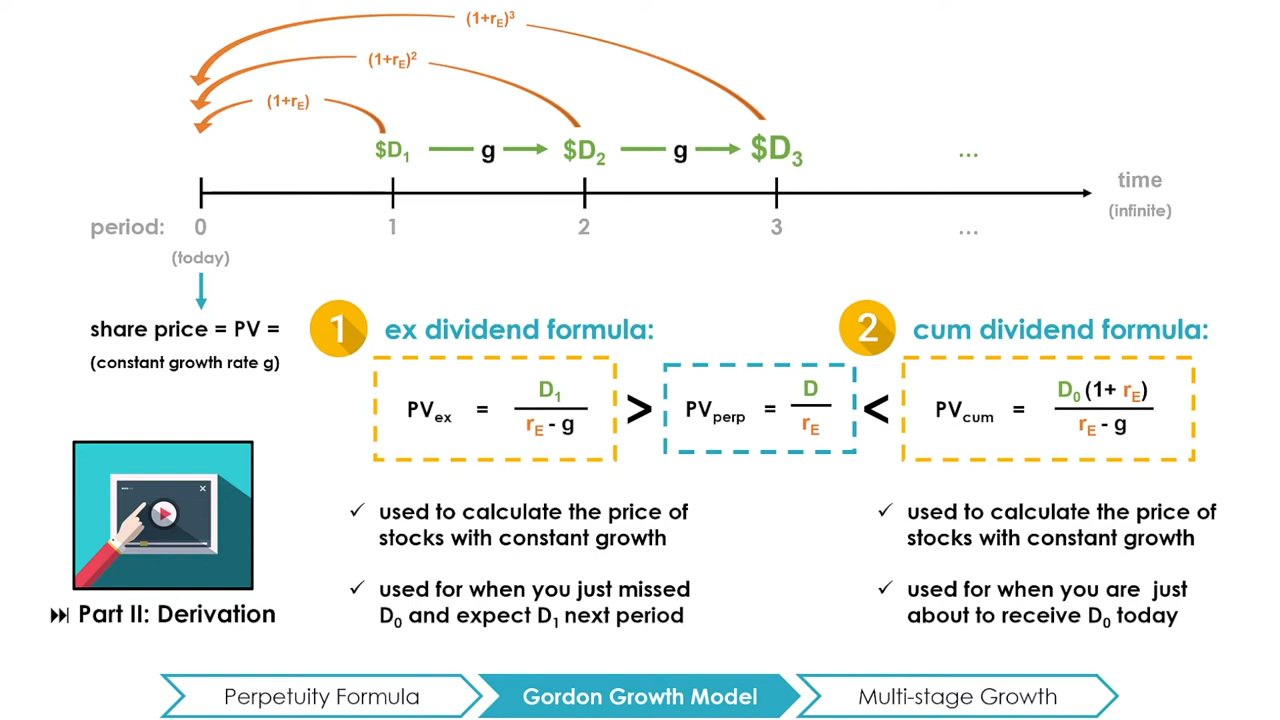 (1+rE)³
(1+rE)²
(1+rE)
$D₁ g $D₂ g $D₃ ...
time
(infinite)
period: 0 1 2 3 ...
(today)
share price = PV =
(constant growth rate g)
1 ex dividend formula:
PVex = D₁ / rE - g
>
PVperp = D / rE
<
2 cum dividend formula:
PVcum = D₀ (1+ rE) / rE - g
✓ used to calculate the price of
stocks with constant growth
✓ used for when you just missed
D₀ and expect D₁ next period
✓ used to calculate the price of
stocks with constant growth
✓ used for when you are just
about to receive D₀ today
Part II: Derivation
Perpetuity Formula
Gordon Growth Model
Multi-stage Growth